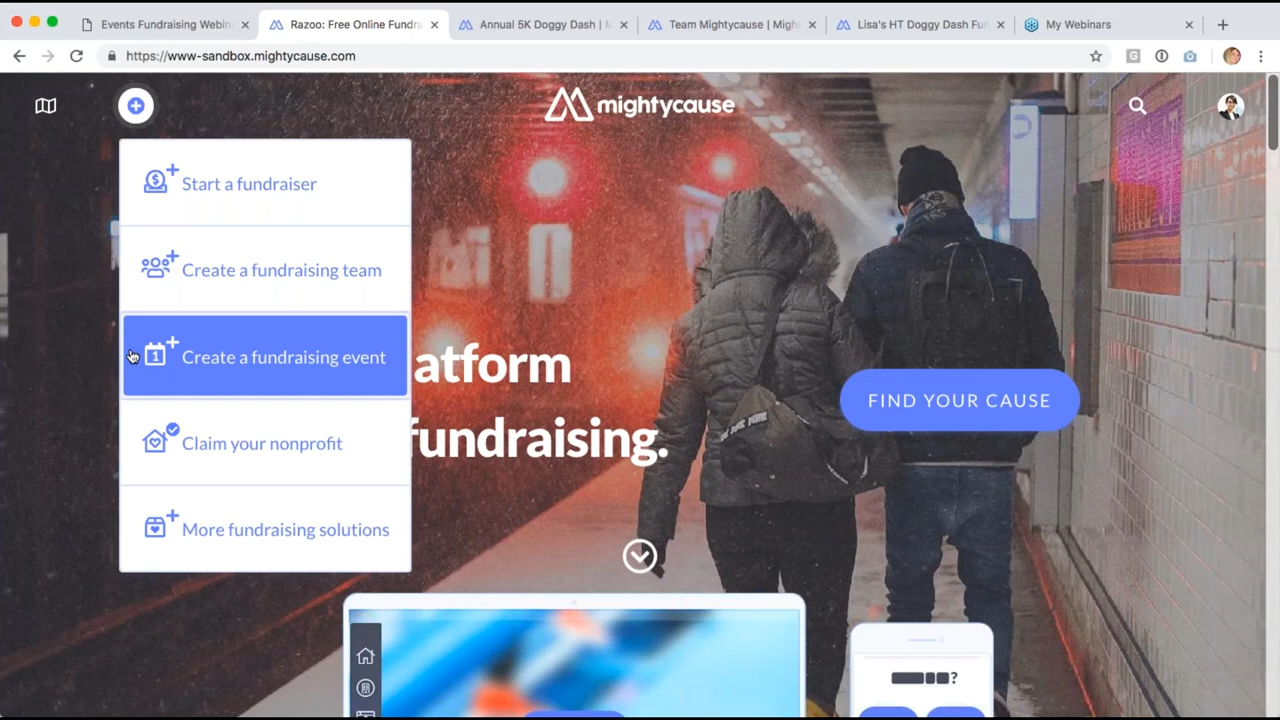 Events Fundraising Webin
Razoo: Free Online Fundra
Annual 5K Doggy Dash | M
Team Mightycause | Migh
Lisa's HT Doggy Dash Fun
My Webinars
https://www-sandbox.mightycause.com
mightycause
Start a fundraiser
Create a fundraising team
1 Create a fundraising event
Claim your nonprofit
More fundraising solutions
atform
fundraising.
FIND YOUR CAUSE
?